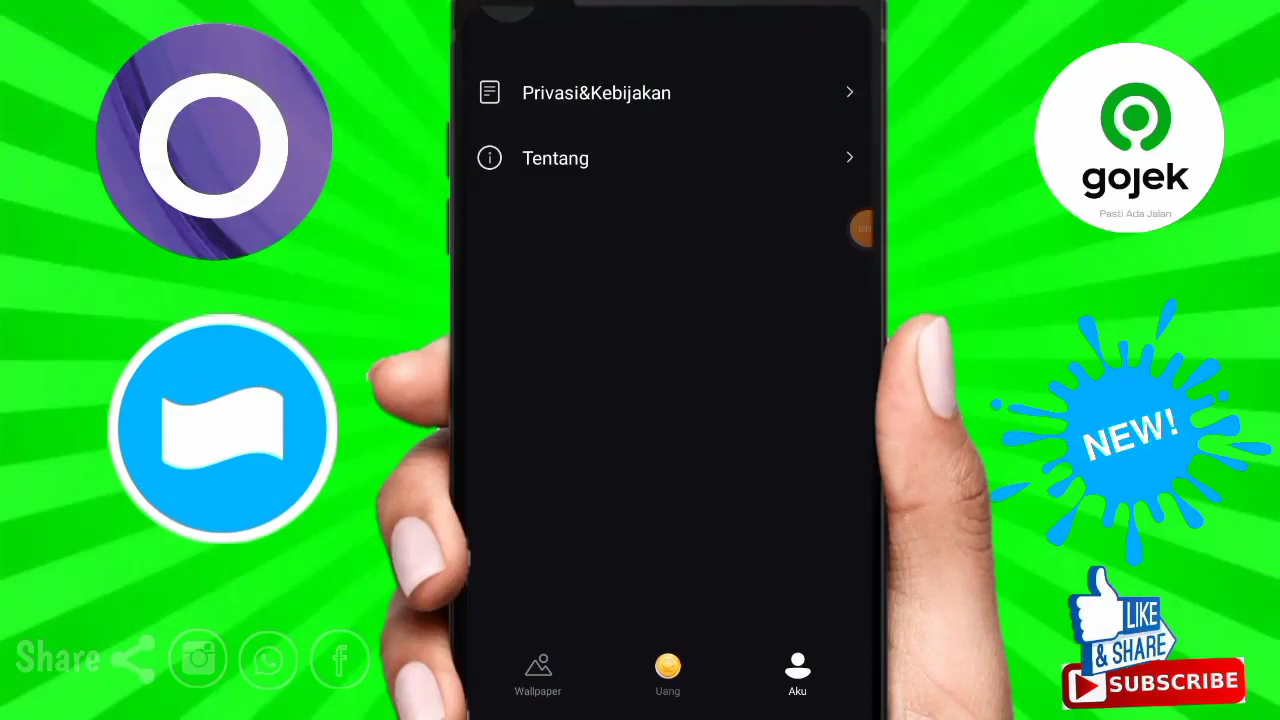 Privasi&Kebijakan
Tentang
gojek
Pasti Ada Jalan
NEW!
LIKE
& SHARE
SUBSCRIBE
Share
Wallpaper
Uang
Aku